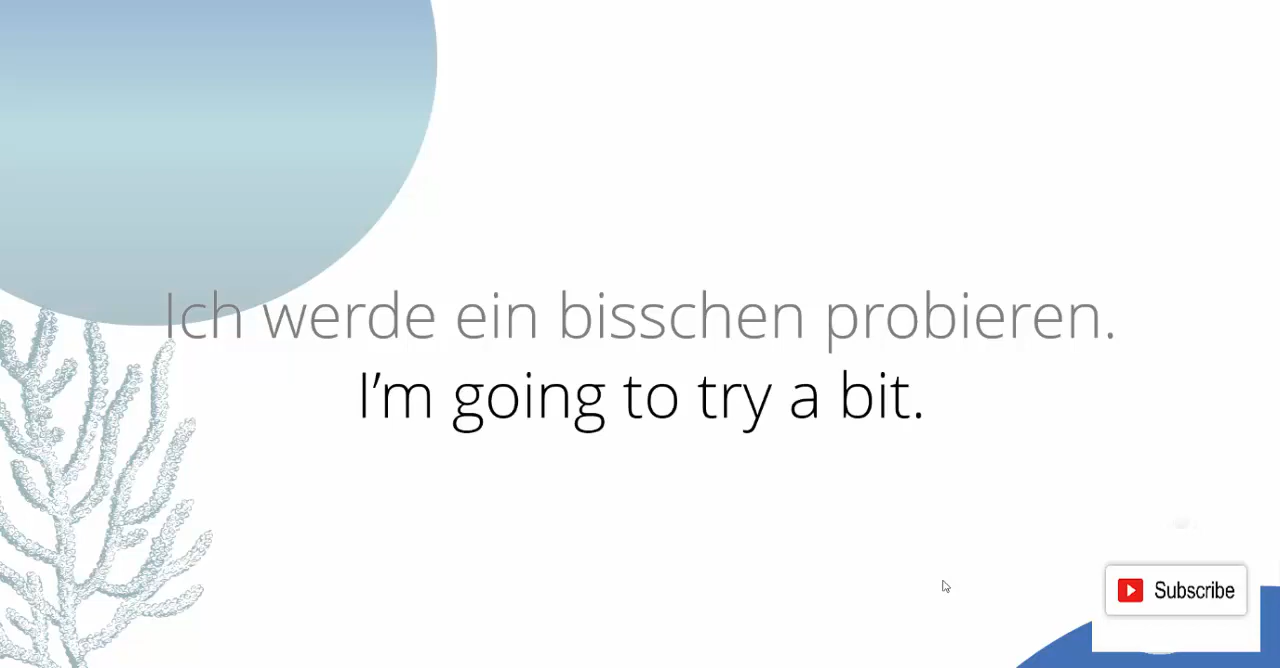 Ich werde ein bisschen probieren.
I’m going to try a bit.
Subscribe